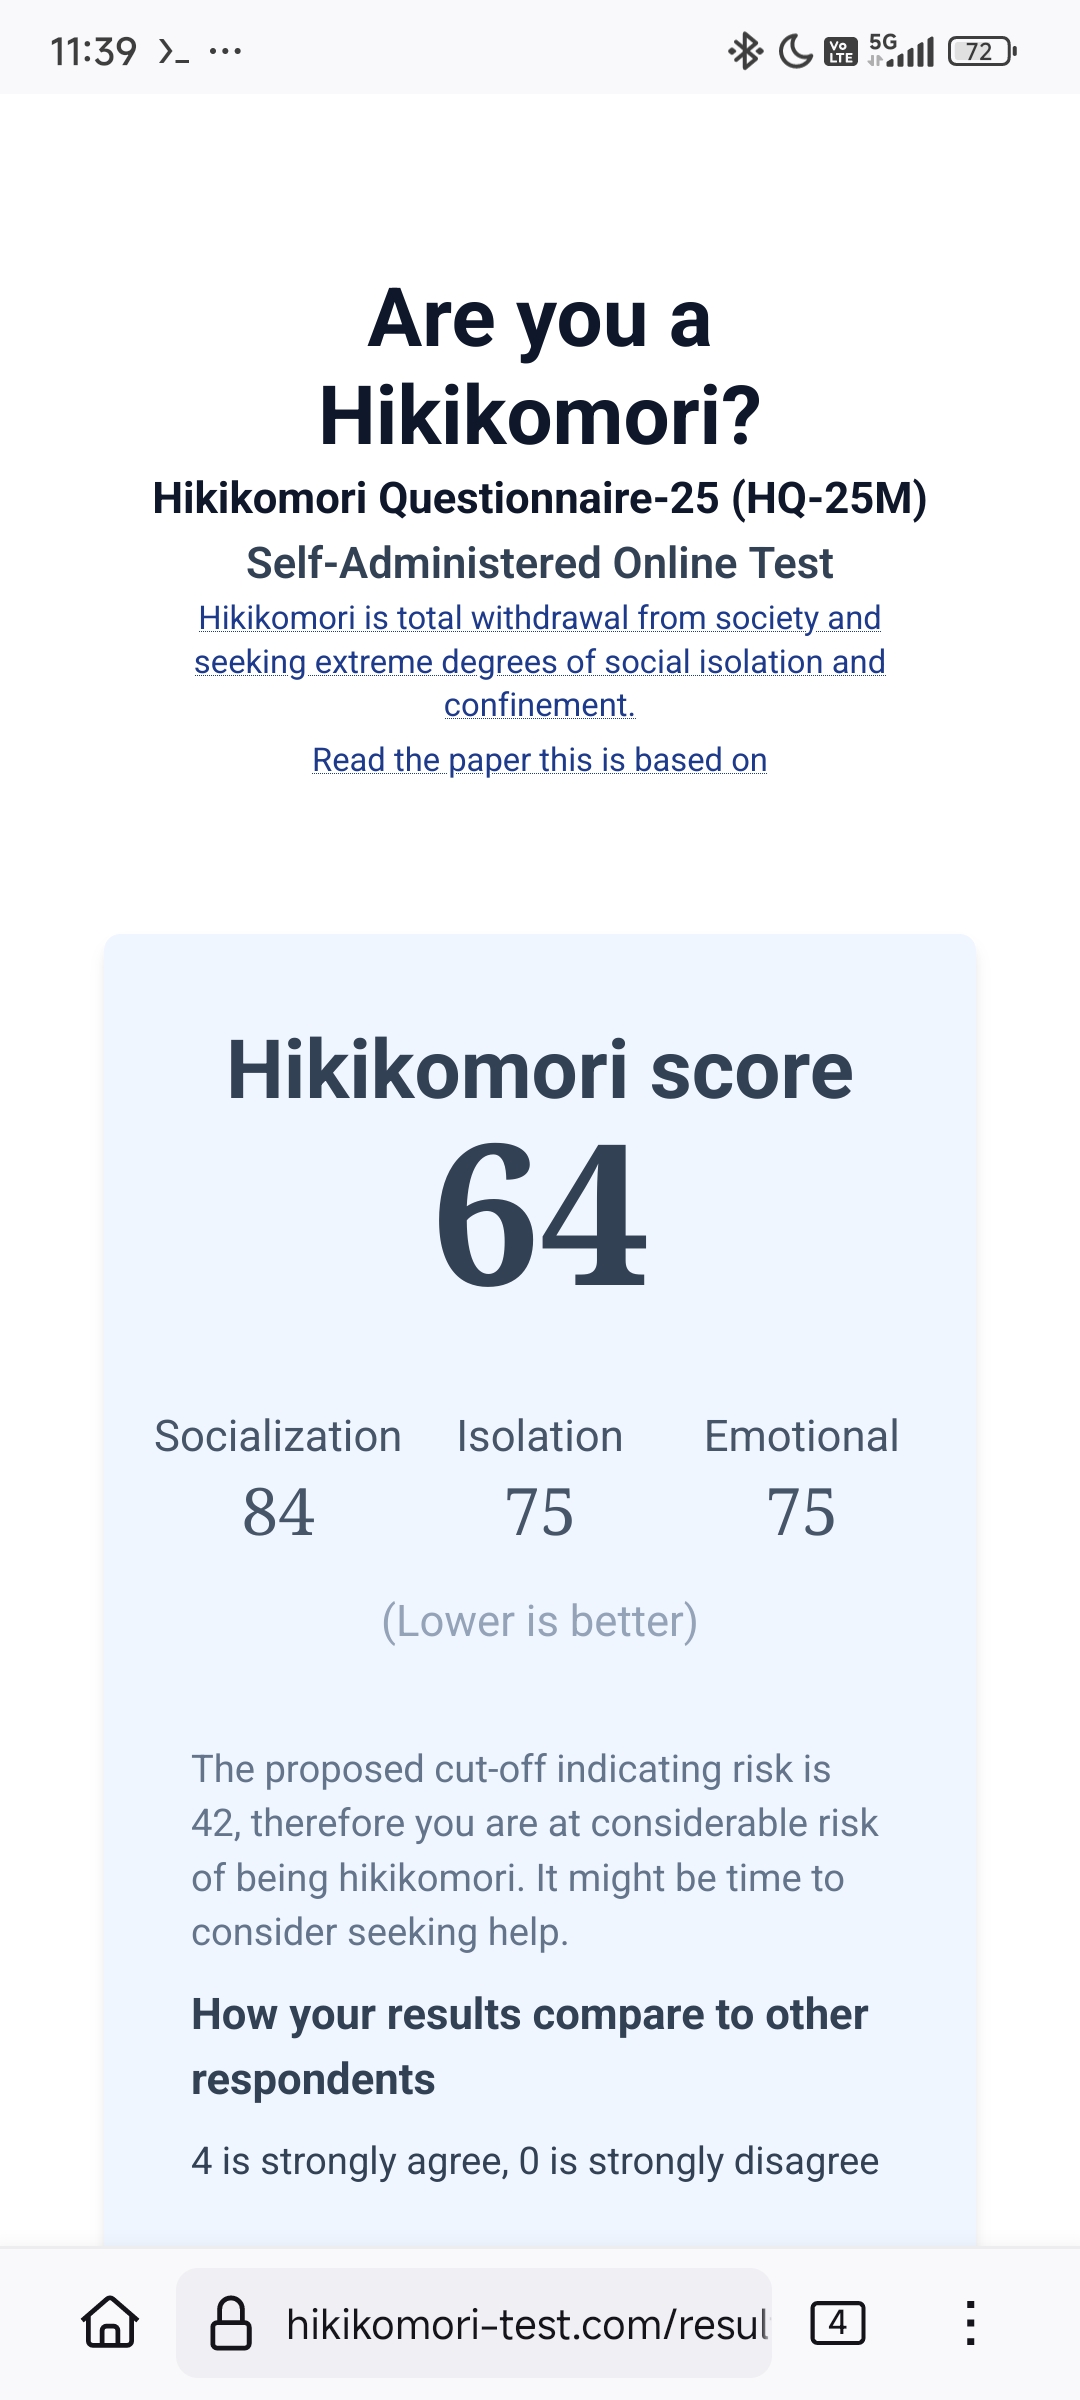 11:39 ❯_ ...
Vo LTE 5G 72
Are you a
Hikikomori?
Hikikomori Questionnaire-25 (HQ-25M)
Self-Administered Online Test
Hikikomori is total withdrawal from society and
seeking extreme degrees of social isolation and
confinement.
Read the paper this is based on
Hikikomori score
64
Socialization Isolation Emotional
84 75 75
(Lower is better)
The proposed cut-off indicating risk is
42, therefore you are at considerable risk
of being hikikomori. It might be time to
consider seeking help.
How your results compare to other
respondents
4 is strongly agree, 0 is strongly disagree
hikikomori-test.com/resul
4